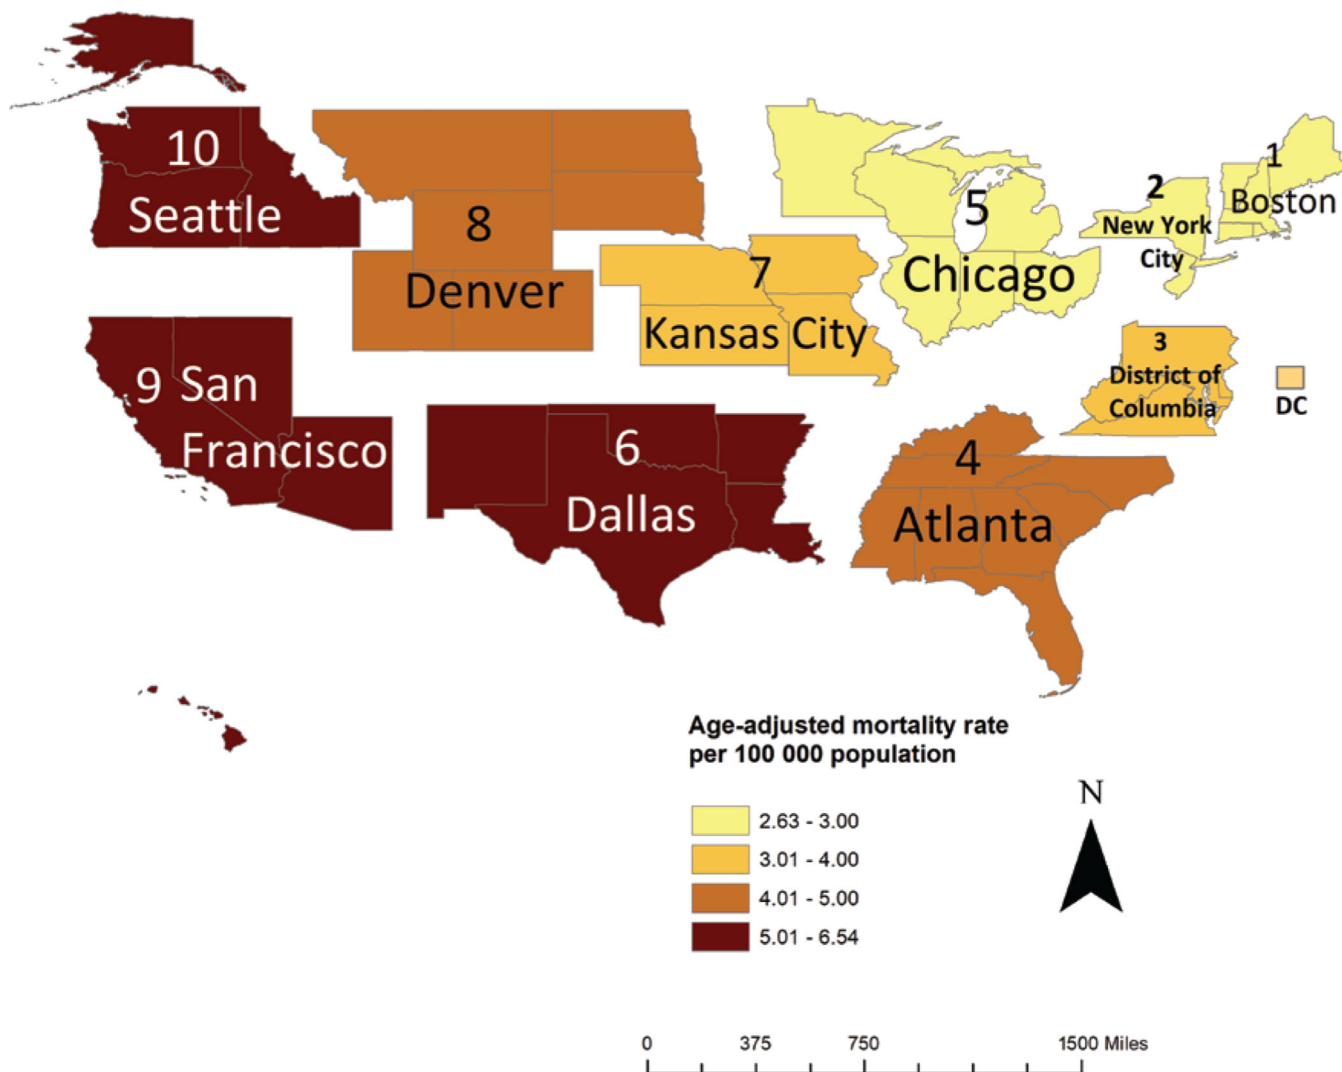 10
Seattle
8
Denver
5
Chicago
2
New York
City
1
Boston
7
Kansas City
3
District of
Columbia
DC
9 San
Francisco
6
Dallas
4
Atlanta
Age-adjusted mortality rate
per 100 000 population
2.63 - 3.00
3.01 - 4.00
4.01 - 5.00
5.01 - 6.54
N
0 375 750 1500 Miles